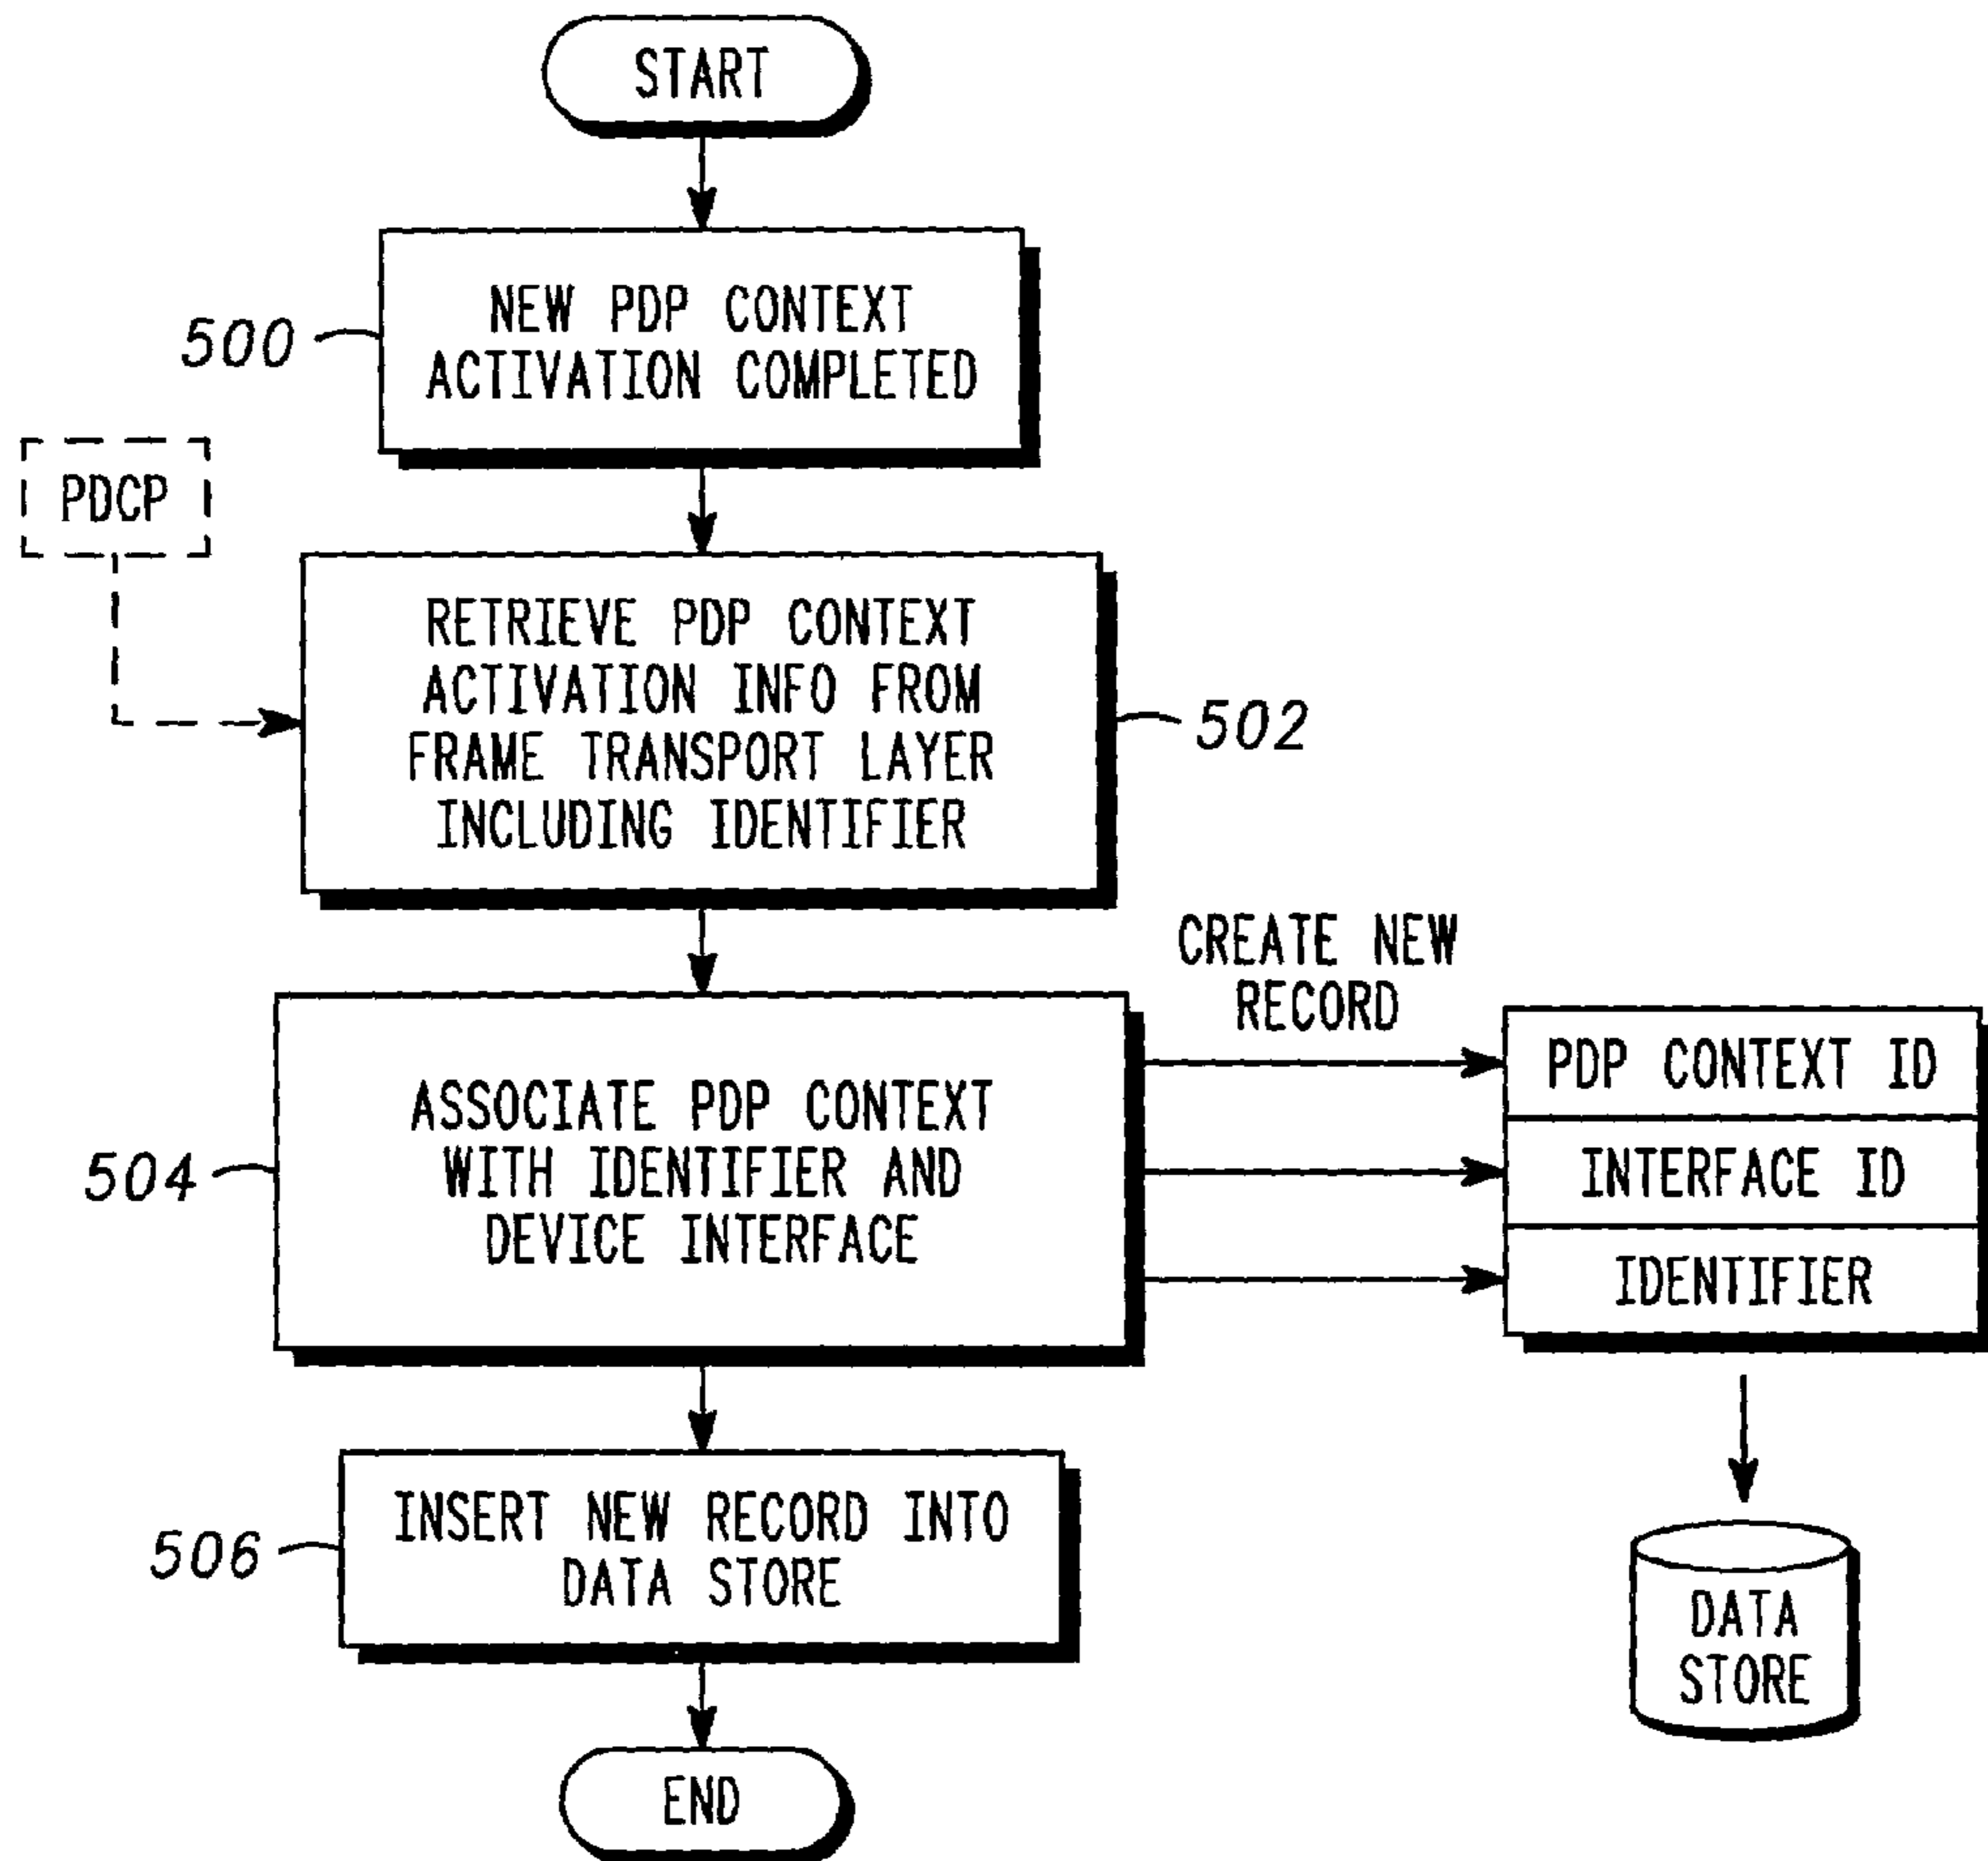 START
NEW PDP CONTEXT
ACTIVATION COMPLETED
500
PDCP
RETRIEVE PDP CONTEXT
ACTIVATION INFO FROM
FRAME TRANSPORT LAYER
INCLUDING IDENTIFIER
502
CREATE NEW
RECORD
ASSOCIATE PDP CONTEXT
WITH IDENTIFIER AND
DEVICE INTERFACE
504
PDP CONTEXT ID
INTERFACE ID
IDENTIFIER
INSERT NEW RECORD INTO
DATA STORE
506
DATA
STORE
END